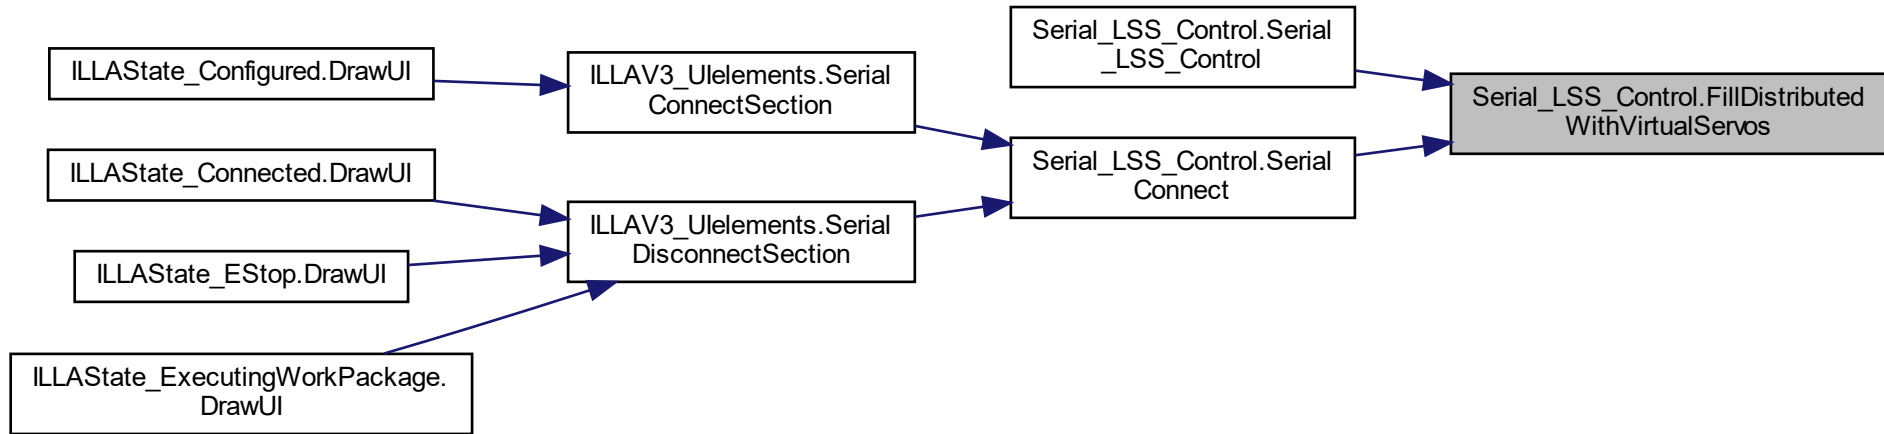 ILLAState_Configured.DrawUI
ILLAState_Connected.DrawUI
ILLAState_EStop.DrawUI
ILLAState_ExecutingWorkPackage.
DrawUI
ILLAV3_UIelements.Serial
ConnectSection
ILLAV3_UIelements.Serial
DisconnectSection
Serial_LSS_Control.Serial
_LSS_Control
Serial_LSS_Control.Serial
Connect
Serial_LSS_Control.FillDistributed
WithVirtualServos